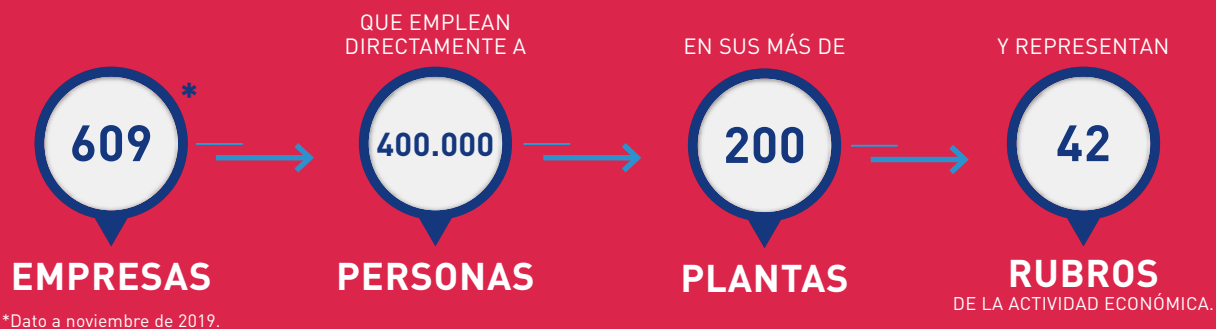 609*
EMPRESAS
*Dato a noviembre de 2019.
QUE EMPLEAN
DIRECTAMENTE A
400.000
PERSONAS
EN SUS MÁS DE
200
PLANTAS
Y REPRESENTAN
42
RUBROS
DE LA ACTIVIDAD ECONÓMICA.